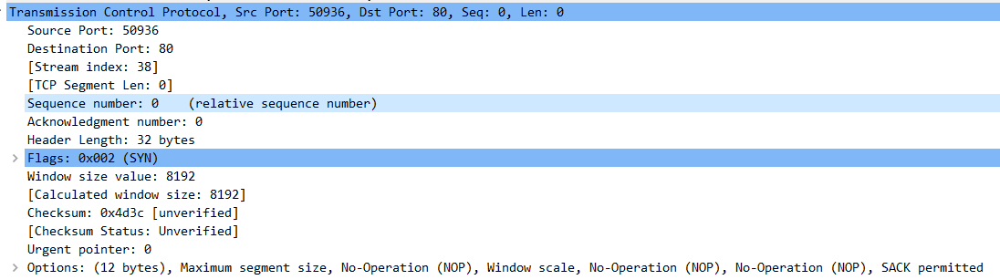 Transmission Control Protocol, Src Port: 50936, Dst Port: 80, Seq: 0, Len: 0
Source Port: 50936
Destination Port: 80
[Stream index: 38]
[TCP Segment Len: 0]
Sequence number: 0    (relative sequence number)
Acknowledgment number: 0
Header Length: 32 bytes
Flags: 0x002 (SYN)
Window size value: 8192
[Calculated window size: 8192]
Checksum: 0x4d3c [unverified]
[Checksum Status: Unverified]
Urgent pointer: 0
Options: (12 bytes), Maximum segment size, No-Operation (NOP), Window scale, No-Operation (NOP), No-Operation (NOP), SACK permitted